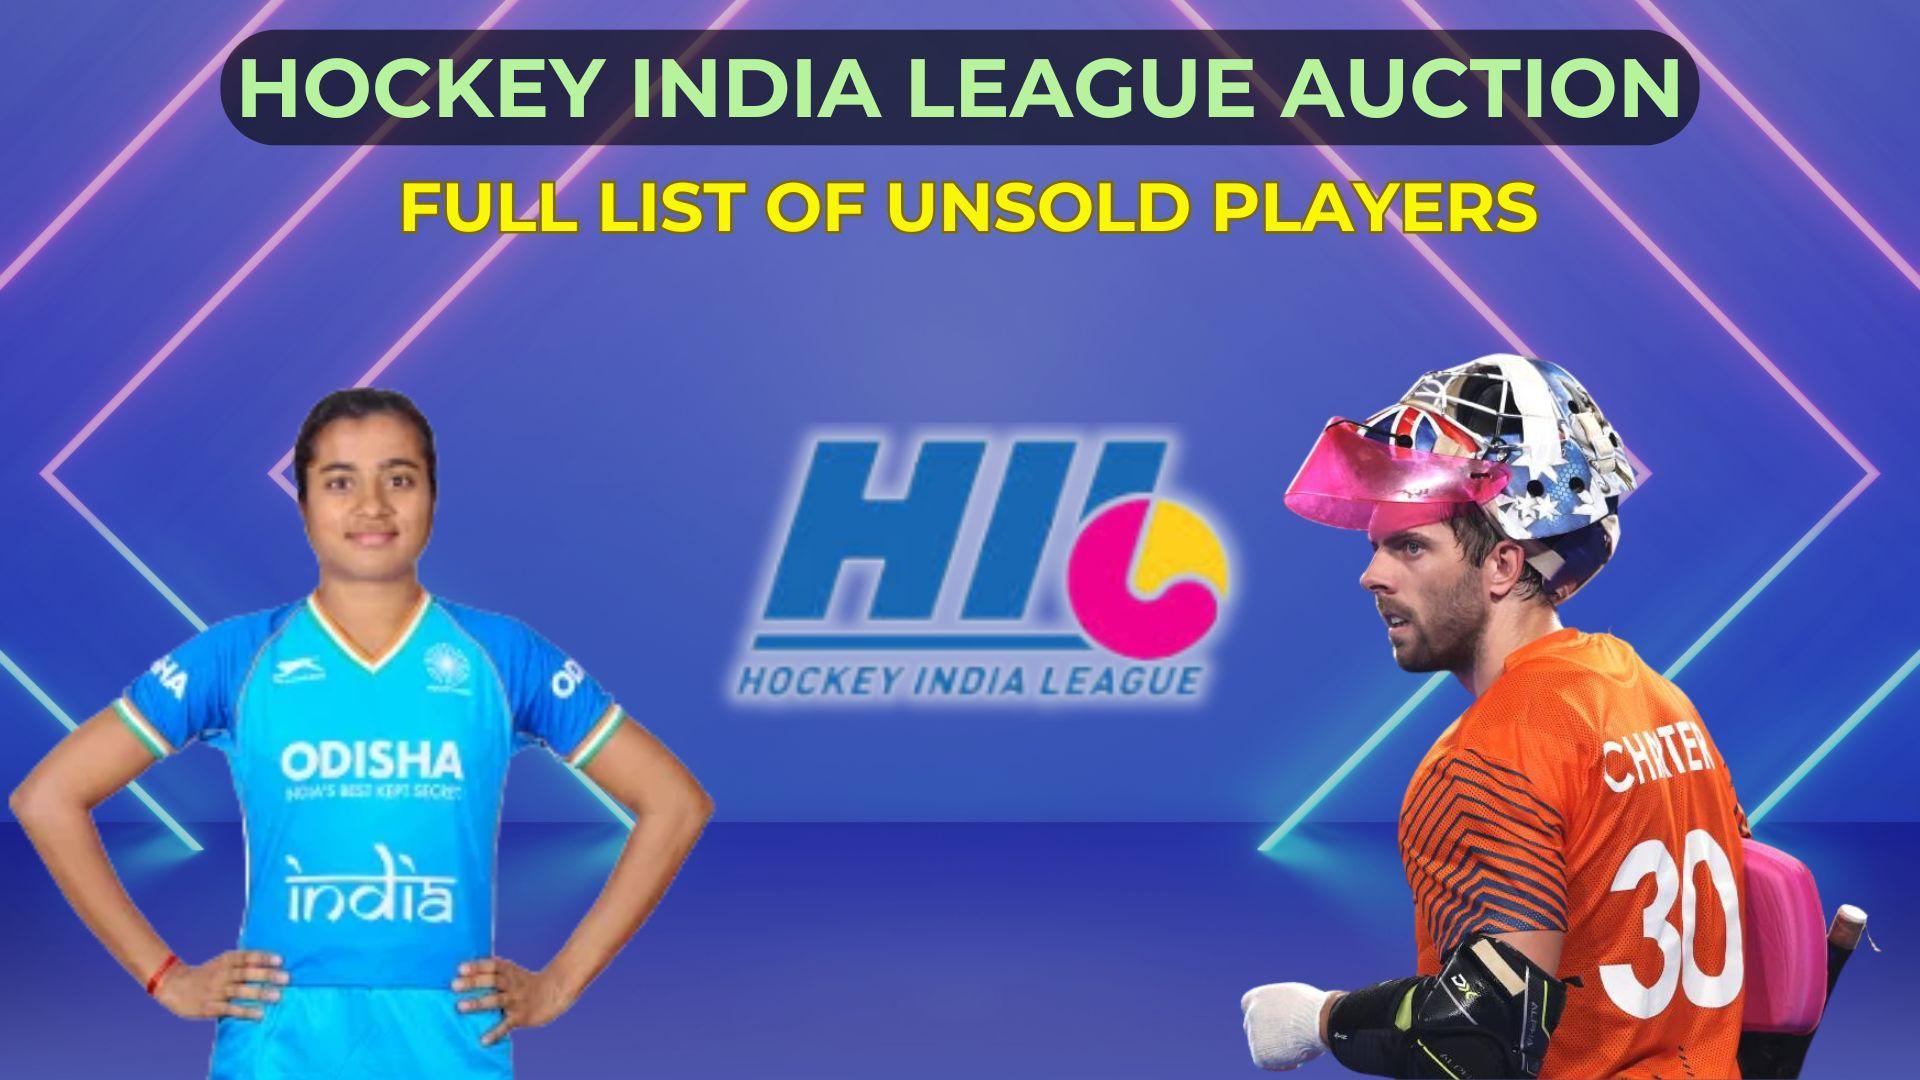 HOCKEY INDIA LEAGUE AUCTION
FULL LIST OF UNSOLD PLAYERS
HIL
HOCKEY INDIA LEAGUE
ODISHA
INDIA'S BEST KEPT SECRET
india
CHARTER
30